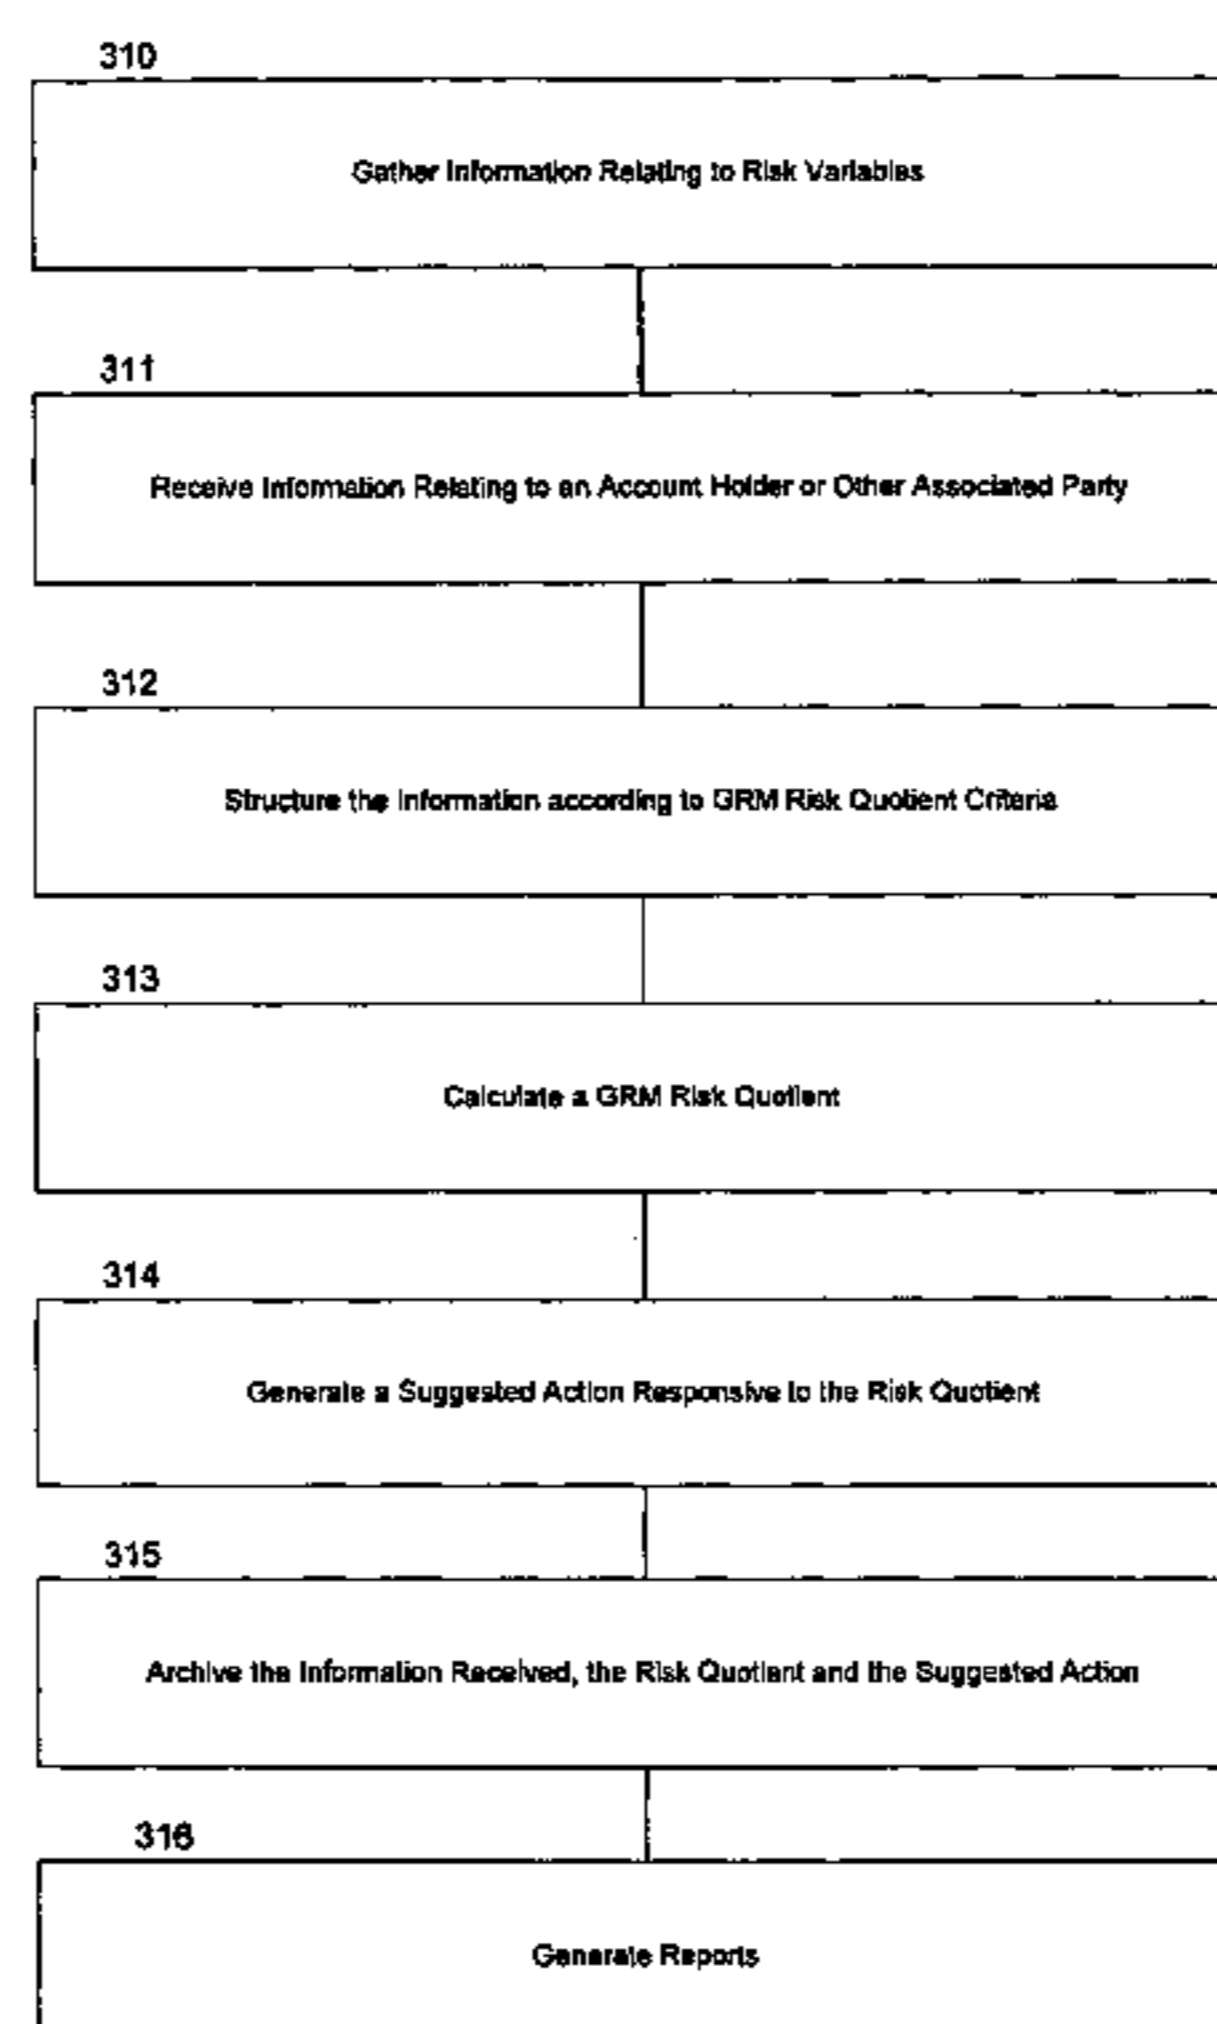 310
Gather Information Relating to Risk Variables
311
Receive Information Relating to an Account Holder or Other Associated Party
312
Structure the Information according to GRM Risk Quotient Criteria
313
Calculate a GRM Risk Quotient
314
Generate a Suggested Action Responsive to the Risk Quotient
315
Archive the Information Received, the Risk Quotient and the Suggested Action
316
Generate Reports